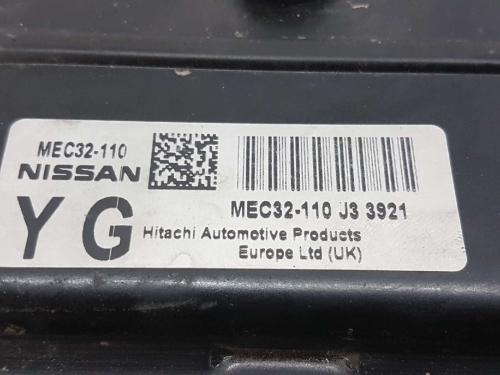 MEC32-110
NISSAN
YG
MEC32-110 J3 3921
Hitachi Automotive Products
Europe Ltd (UK)